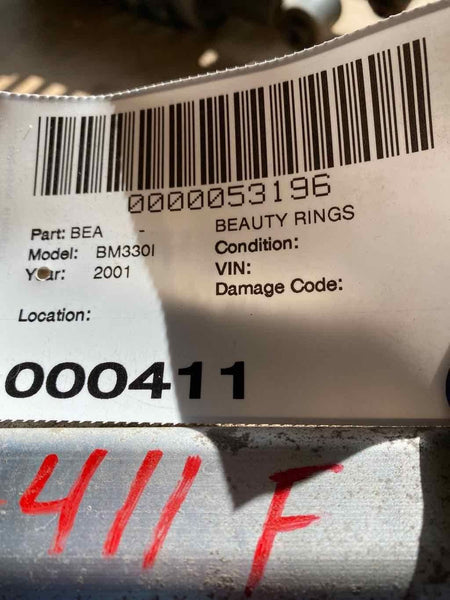 0000053196
Part: BEA - BEAUTY RINGS
Model: BM330I Condition:
Year: 2001 VIN:
Damage Code:
Location:
000411
-411 F